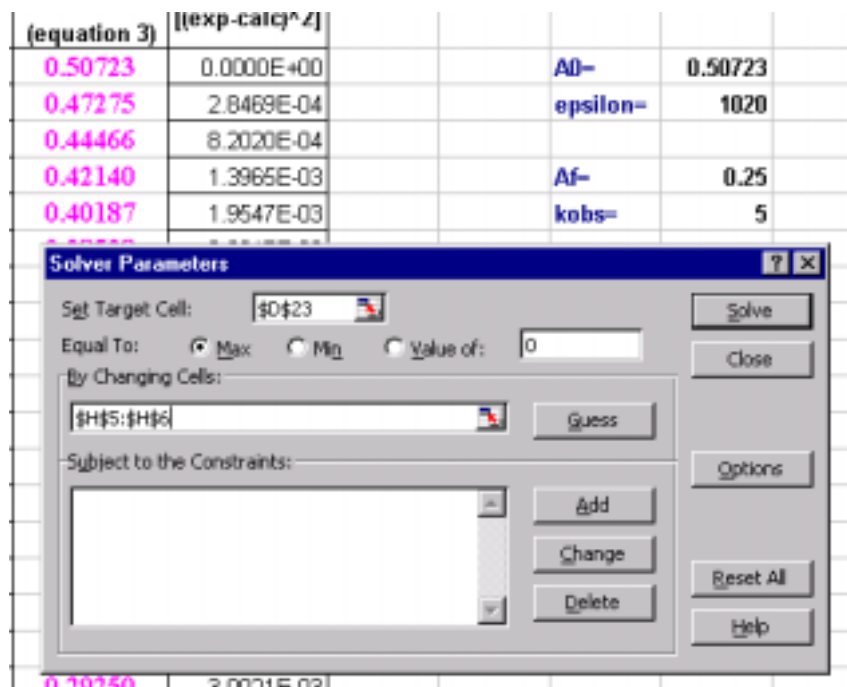 [(exp-calc)^2]
(equation 3)
0.50723 0.0000E+00 A0= 0.50723
0.47275 2.8469E-04 epsilon= 1020
0.44466 8.2020E-04
0.42140 1.3965E-03 Af= 0.25
0.40187 1.9547E-03 kobs= 5
Solver Parameters
Set Target Cell: $D$23 Solve
Equal To: Max Min Value of: 0 Close
By Changing Cells:
$H$5:$H$6 Guess
Subject to the Constraints: Options
Add
Change
Reset All
Delete
Help
0.29250